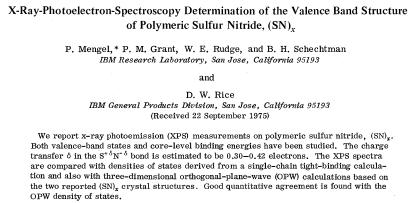 X-Ray-Photoelectron-Spectroscopy Determination of the Valence Band Structure
of Polymeric Sulfur Nitride, (SN)ₓ
P. Mengel,* P. M. Grant, W. E. Rudge, and B. H. Schechtman
IBM Research Laboratory, San Jose, California 95193
and
D. W. Rice
IBM General Products Division, San Jose, California 95193
(Received 22 September 1975)
We report x-ray photoemission (XPS) measurements on polymeric sulfur nitride, (SN)ₓ.
Both valence-band states and core-level binding energies have been studied. The charge
transfer δ in the S⁺ᵟN⁻ᵟ bond is estimated to be 0.30–0.42 electrons. The XPS spectra
are compared with densities of states derived from a single-chain tight-binding calcula-
tion and also with three-dimensional orthogonal-plane-wave (OPW) calculations based on
the two reported (SN)ₓ crystal structures. Good quantitative agreement is found with the
OPW density of states.